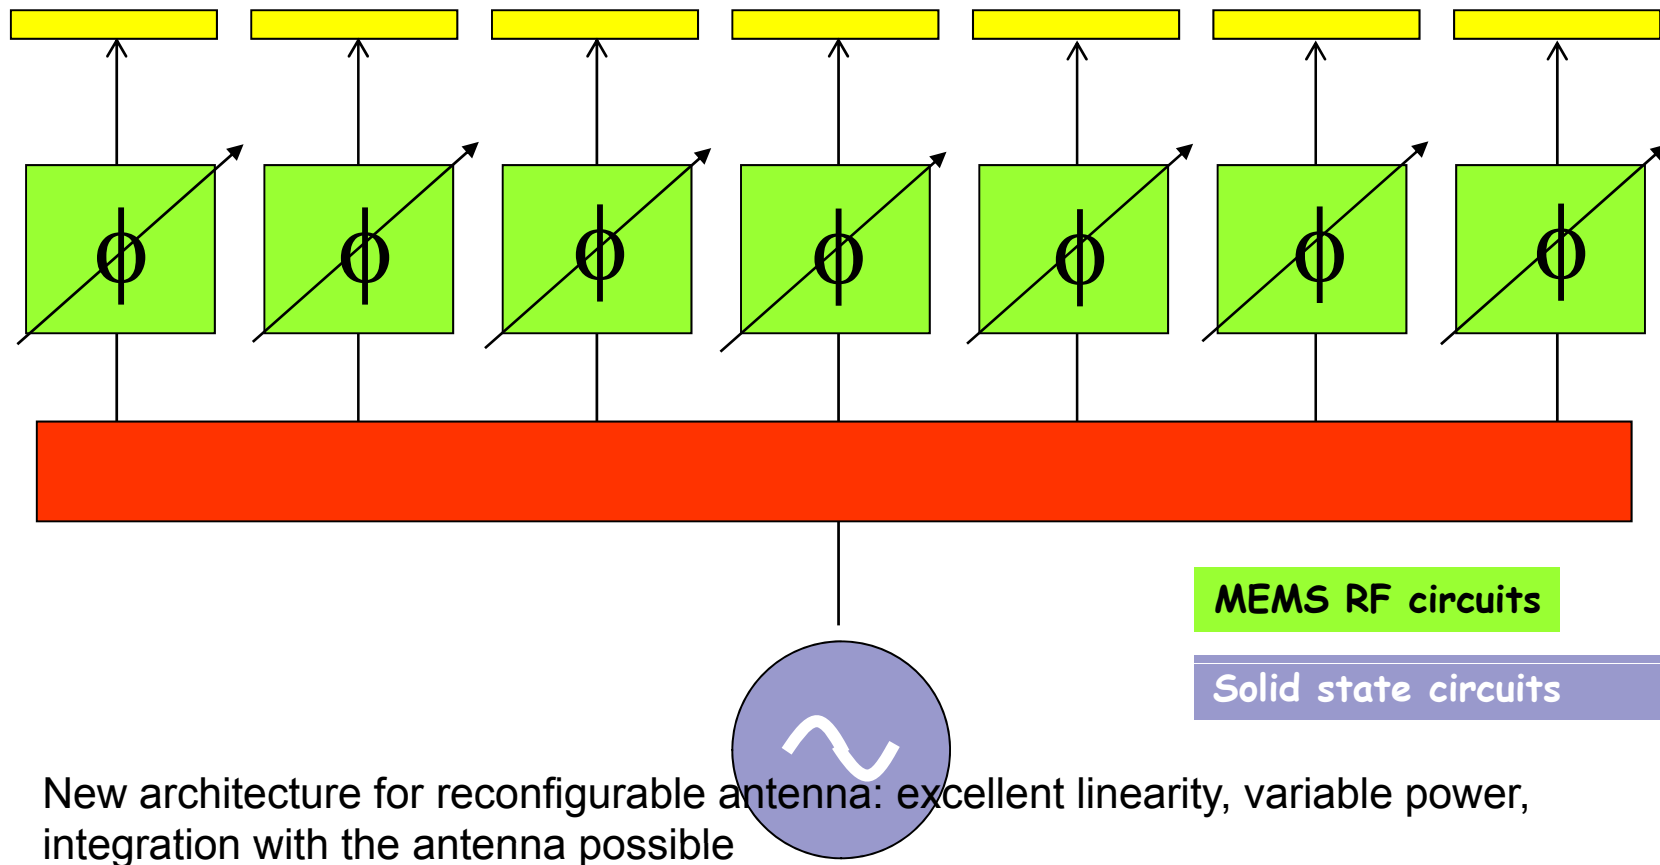 ϕ ϕ ϕ ϕ ϕ ϕ ϕ
MEMS RF circuits
Solid state circuits
New architecture for reconfigurable antenna: excellent linearity, variable power,
integration with the antenna possible